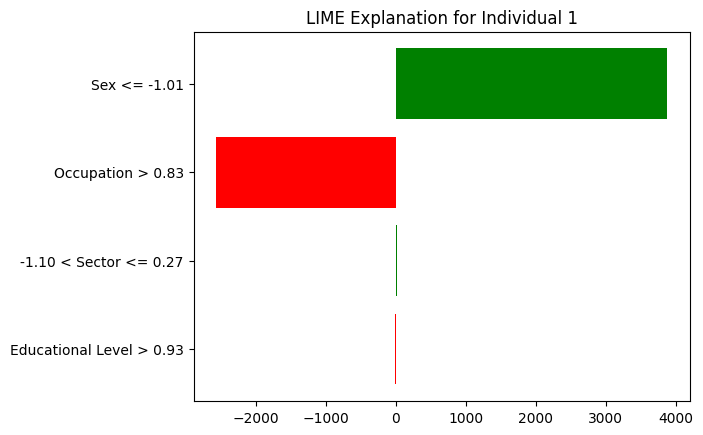 LIME Explanation for Individual 1
Sex <= -1.01
Occupation > 0.83
-1.10 < Sector <= 0.27
Educational Level > 0.93
−2000 −1000 0 1000 2000 3000 4000